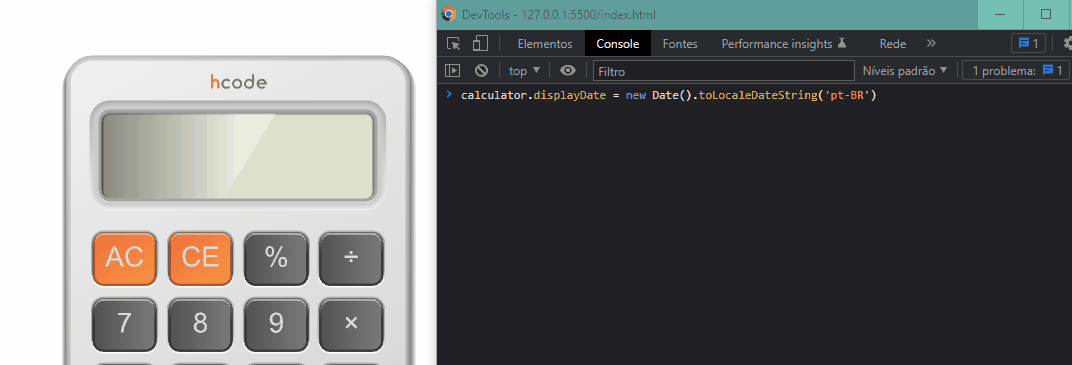 hcode
AC CE % ÷
7 8 9 ×
DevTools - 127.0.0.1:5500/index.html
Elementos Console Fontes Performance insights Rede » 1
top Filtro Níveis padrão 1 problema: 1
calculator.displayDate = new Date().toLocaleDateString('pt-BR')